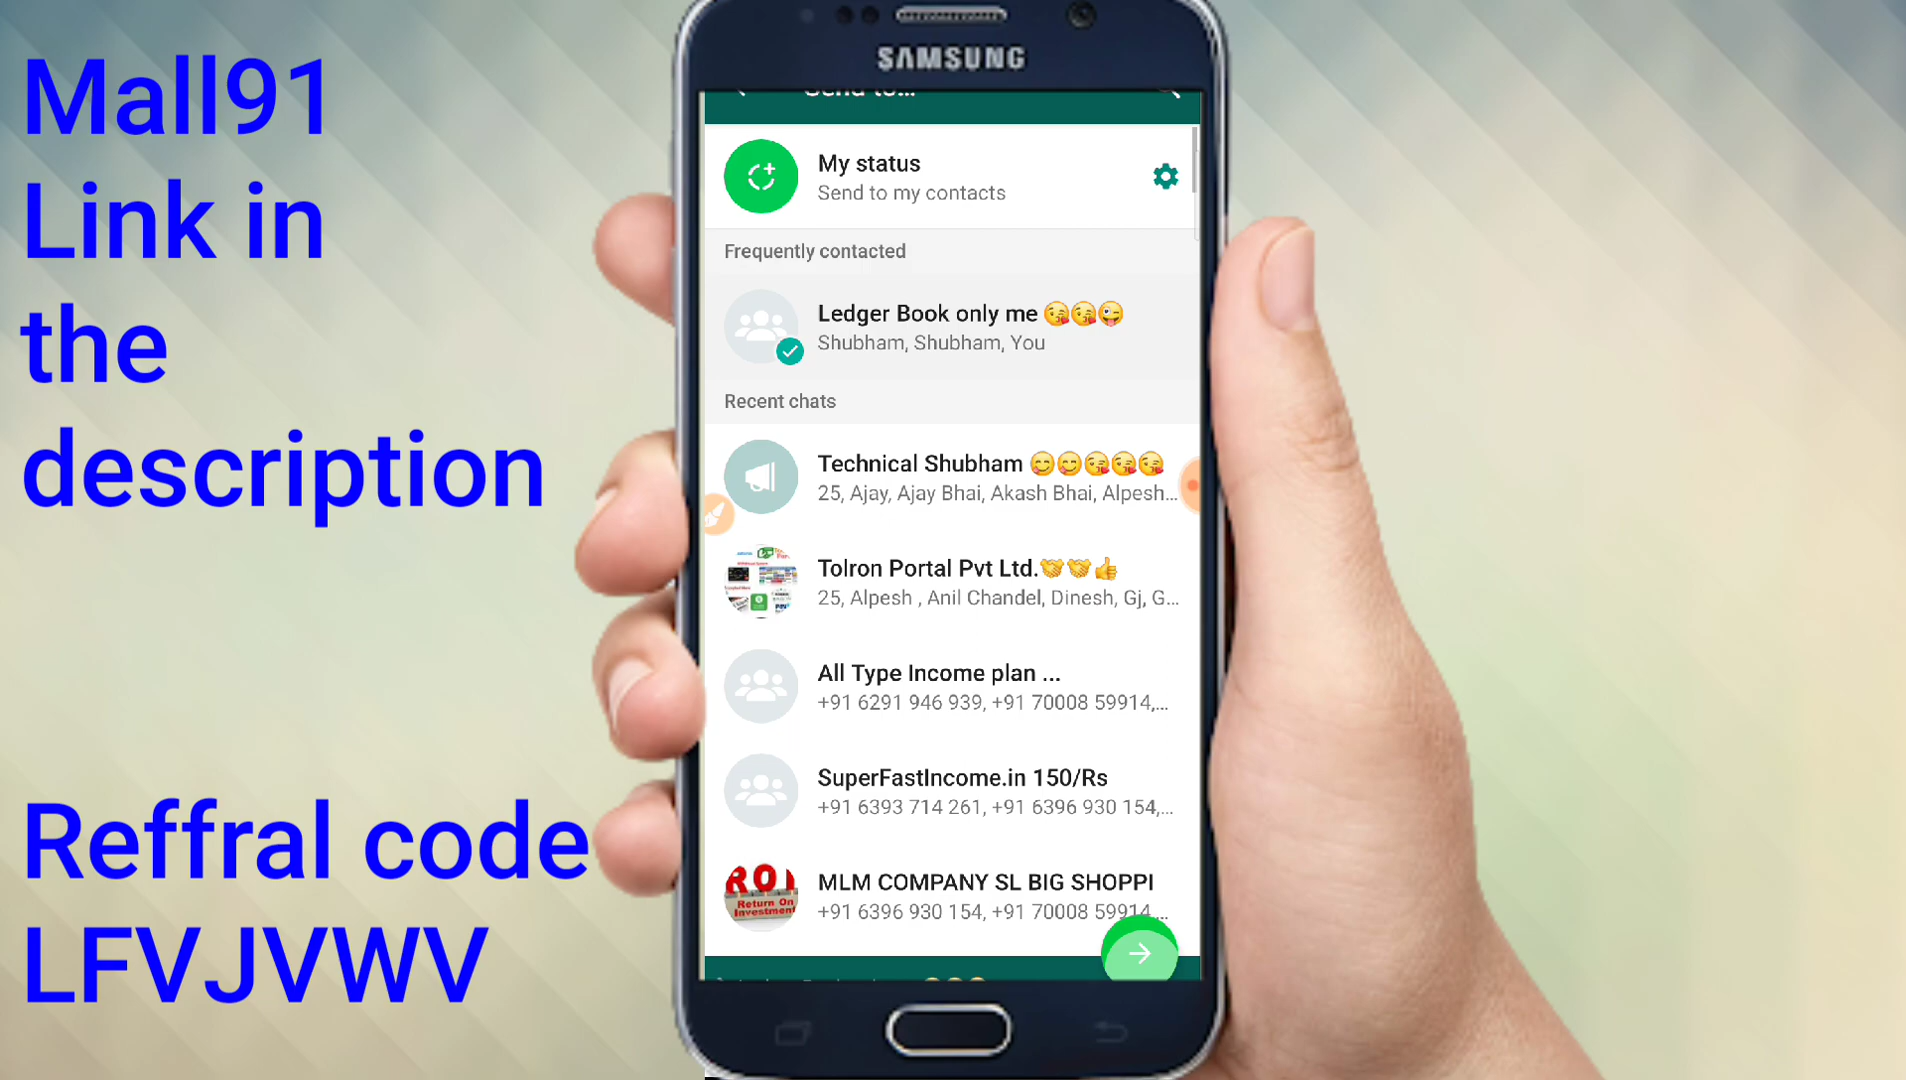 Mall91
Link in
the
description
Reffral code
LFVJVWV
SAMSUNG
Send to...
My status
Send to my contacts
Frequently contacted
Ledger Book only me 😘😘😜
Shubham, Shubham, You
Recent chats
Technical Shubham 😋😋😘😘😘
25, Ajay, Ajay Bhai, Akash Bhai, Alpesh...
Tolron Portal Pvt Ltd.🤝🤝👍
25, Alpesh , Anil Chandel, Dinesh, Gj, G...
All Type Income plan ...
+91 6291 946 939, +91 70008 59914,...
SuperFastIncome.in 150/Rs
+91 6393 714 261, +91 6396 930 154,...
ROI
Return On
Investment
MLM COMPANY SL BIG SHOPPI
+91 6396 930 154, +91 70008 59914,...